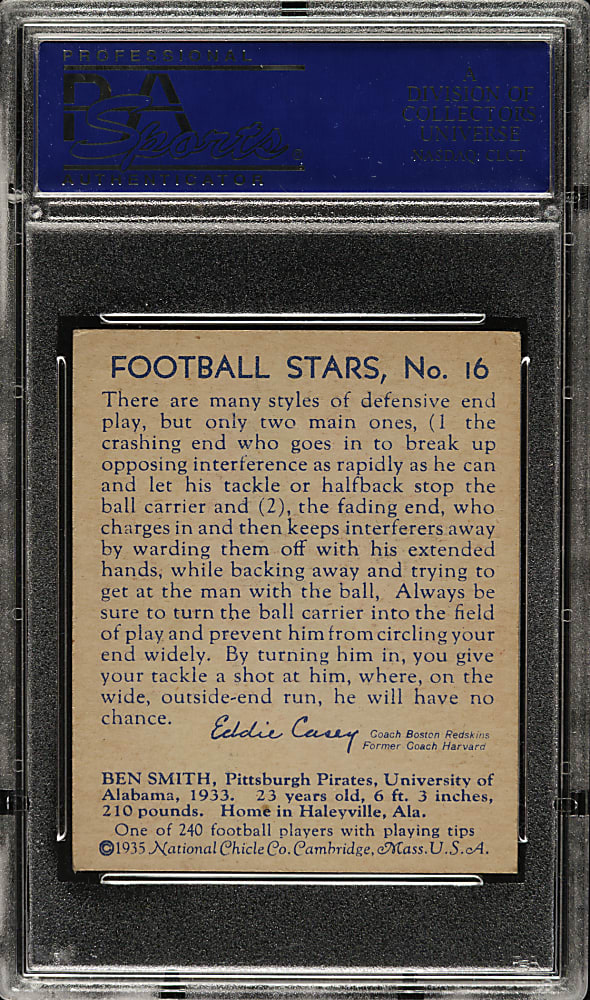 PROFESSIONAL
PSA
Sports
AUTHENTICATOR
A
DIVISION OF
COLLECTORS
UNIVERSE
NASDAQ: CLCT
FOOTBALL STARS, No. 16
There are many styles of defensive end
play, but only two main ones, (1 the
crashing end who goes in to break up
opposing interference as rapidly as he can
and let his tackle or halfback stop the
ball carrier and (2), the fading end, who
charges in and then keeps interferers away
by warding them off with his extended
hands, while backing away and trying to
get at the man with the ball, Always be
sure to turn the ball carrier into the field
of play and prevent him from circling your
end widely. By turning him in, you give
your tackle a shot at him, where, on the
wide, outside-end run, he will have no
chance.
Eddie Casey
Coach Boston Redskins
Former Coach Harvard
BEN SMITH, Pittsburgh Pirates, University of
Alabama, 1933. 23 years old, 6 ft. 3 inches,
210 pounds. Home in Haleyville, Ala.
One of 240 football players with playing tips
©1935 National Chicle Co. Cambridge, Mass. U.S.A.
PSA